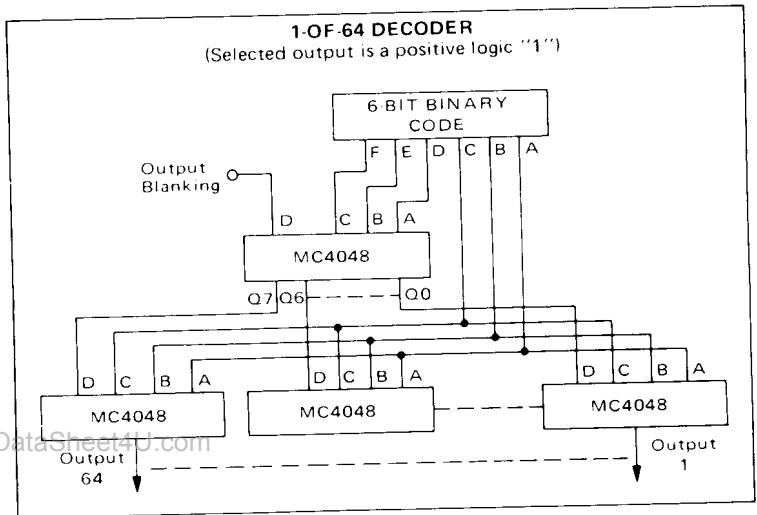 1-OF-64 DECODER
(Selected output is a positive logic "1")
6-BIT BINARY
CODE
F E D C B A
Output
Blanking
D C B A
MC4048
Q7 Q6 Q0
D C B A
D C B A
D C B A
MC4048
MC4048
MC4048
DataSheet4U.com
Output
64
Output
1